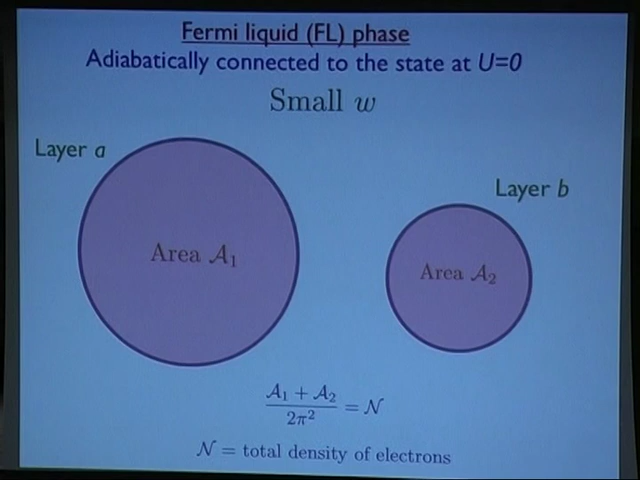 Fermi liquid (FL) phase
Adiabatically connected to the state at U=0
Small w
Layer a
Layer b
Area 𝒜₁
Area 𝒜₂
𝒜₁ + 𝒜₂
2π²
= 𝒩
𝒩 = total density of electrons